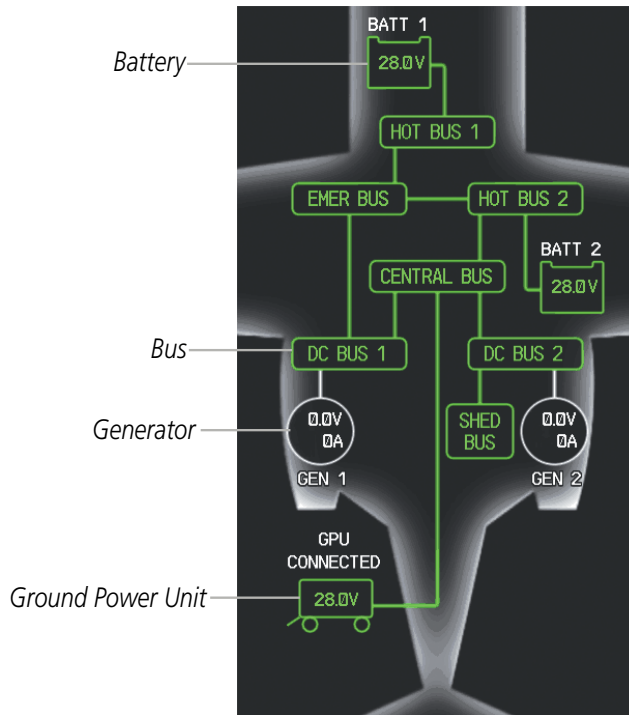 BATT 1
Battery
28.0V
HOT BUS 1
EMER BUS
HOT BUS 2
BATT 2
CENTRAL BUS
28.0V
Bus
DC BUS 1
DC BUS 2
Generator
0.0V
0A
SHED
BUS
0.0V
0A
GEN 1
GEN 2
GPU
CONNECTED
Ground Power Unit
28.0V